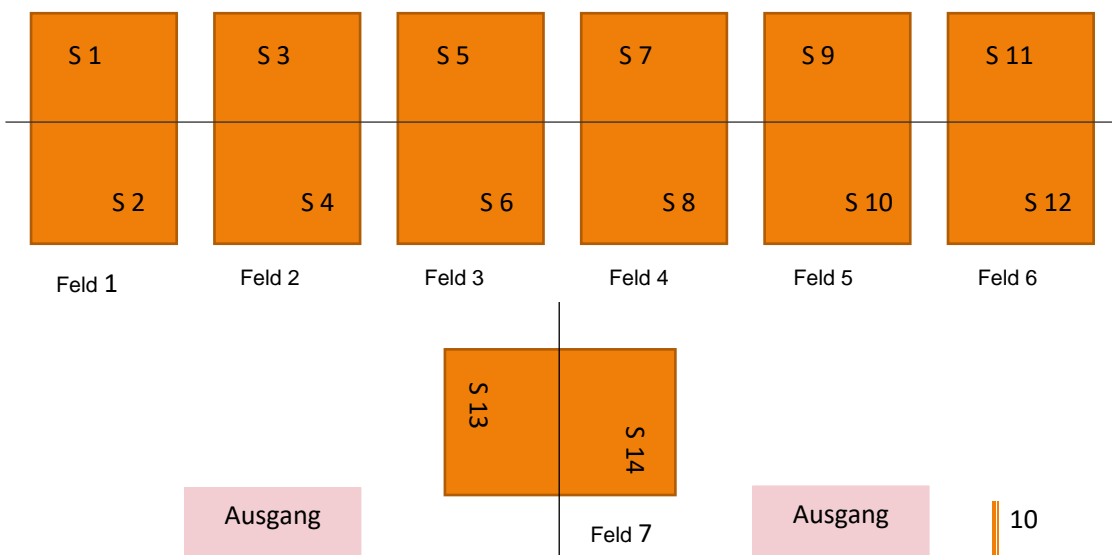 S 1
S 3
S 5
S 7
S 9
S 11
S 2
S 4
S 6
S 8
S 10
S 12
Feld 1
Feld 2
Feld 3
Feld 4
Feld 5
Feld 6
S 13
S 14
Ausgang
Feld 7
Ausgang
10